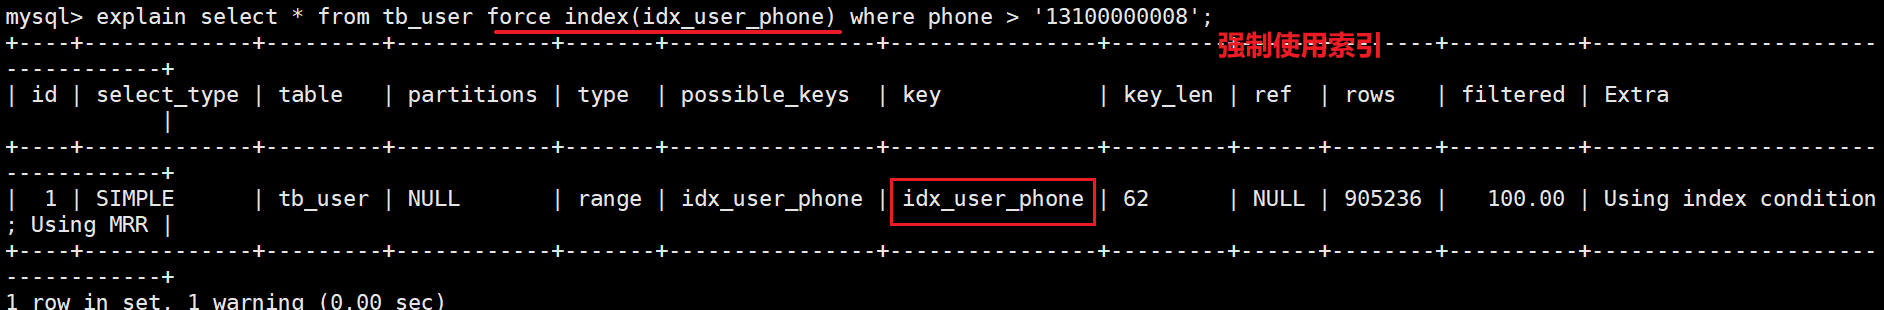 mysql> explain select * from tb_user force index(idx_user_phone) where phone > '13100000008';
强制使用索引
+----+-------------+---------+------------+-------+----------------+----------------+---------+------+--------+----------+----------------------
------------+
| id | select_type | table   | partitions | type  | possible_keys  | key            | key_len | ref  | rows   | filtered | Extra
            |
+----+-------------+---------+------------+-------+----------------+----------------+---------+------+--------+----------+----------------------
------------+
|  1 | SIMPLE      | tb_user | NULL       | range | idx_user_phone | idx_user_phone | 62      | NULL | 905236 |   100.00 | Using index condition
; Using MRR |
+----+-------------+---------+------------+-------+----------------+----------------+---------+------+--------+----------+----------------------
------------+
1 row in set, 1 warning (0.00 sec)